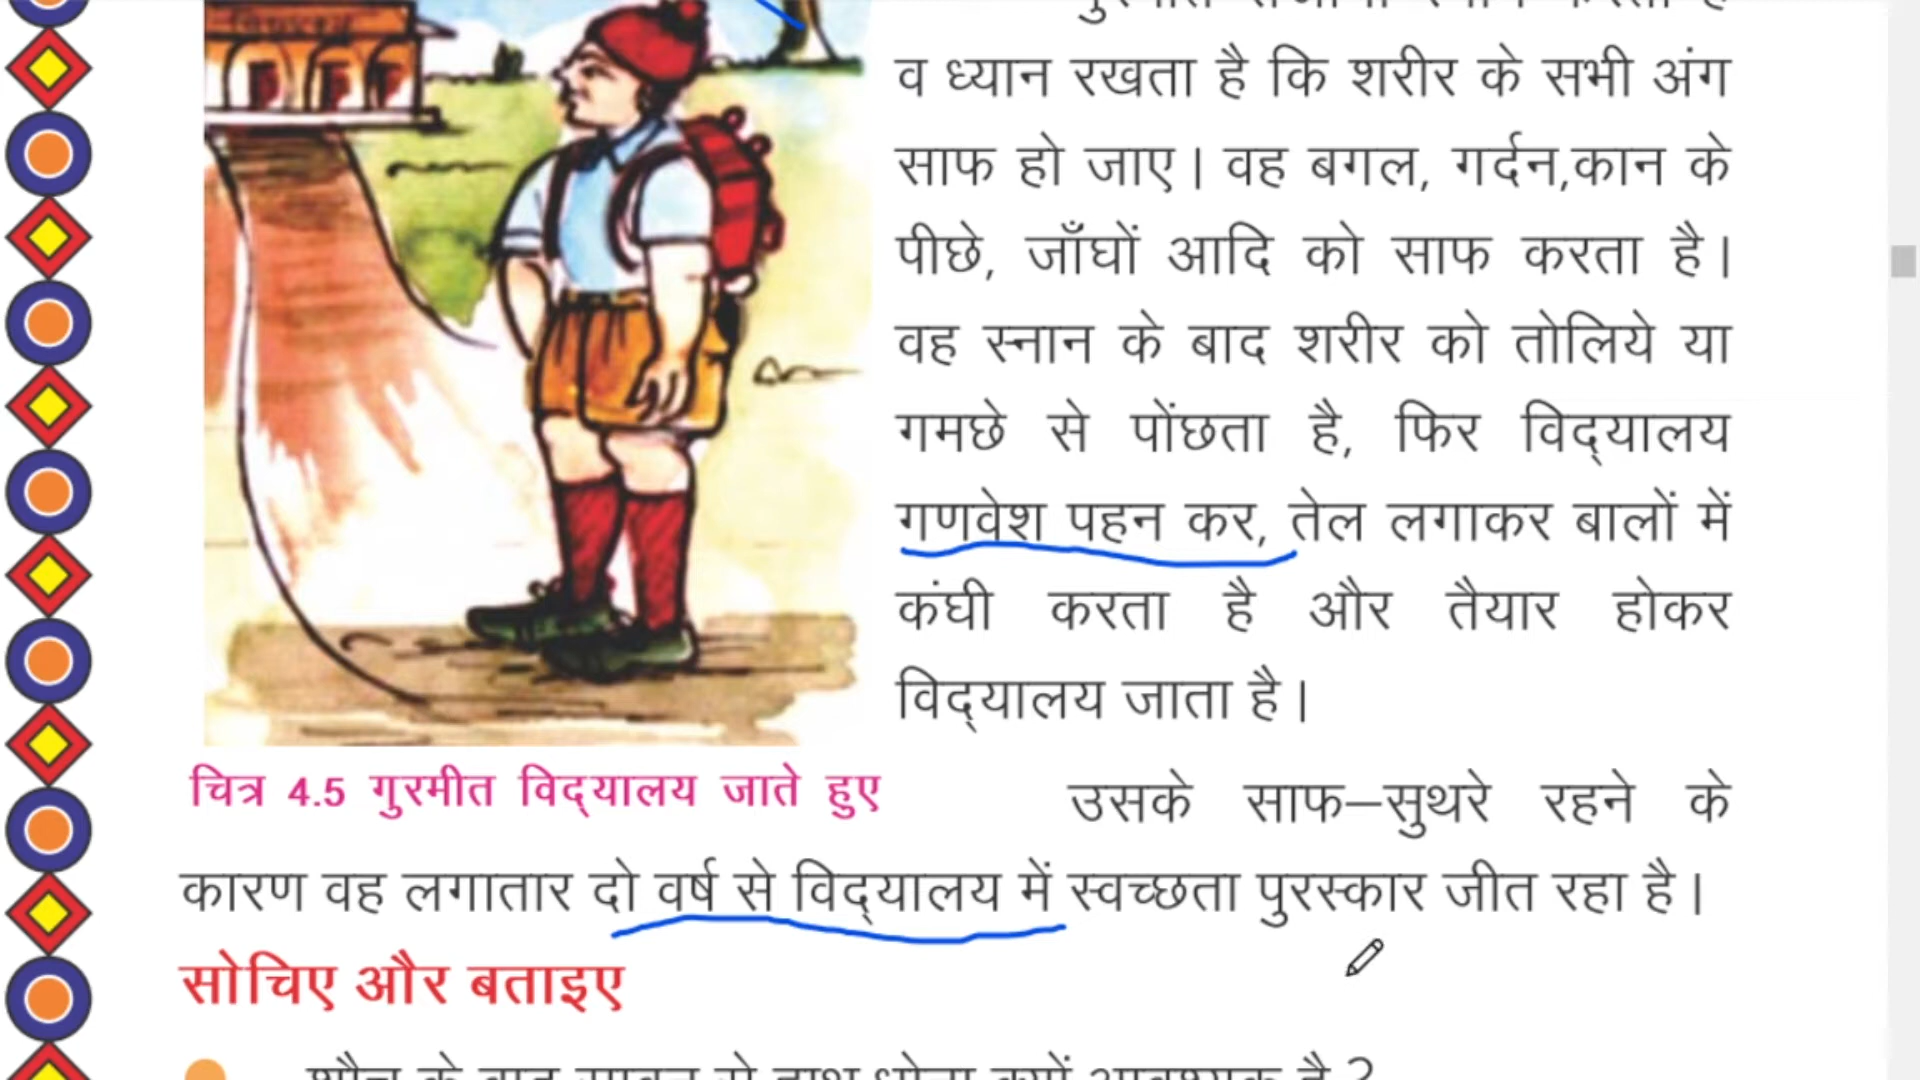 व ध्यान रखता है कि शरीर के सभी अंग
साफ हो जाए। वह बगल, गर्दन,कान के
पीछे, जाँघों आदि को साफ करता है।
वह स्नान के बाद शरीर को तोलिये या
गमछे से पोंछता है, फिर विद्यालय
गणवेश पहन कर, तेल लगाकर बालों में
कंघी करता है और तैयार होकर
विद्यालय जाता है।
चित्र 4.5 गुरमीत विद्यालय जाते हुए
उसके साफ–सुथरे रहने के
कारण वह लगातार दो वर्ष से विद्यालय में स्वच्छता पुरस्कार जीत रहा है।
सोचिए और बताइए
शौच के बाद साबुन से हाथ धोना क्यों आवश्यक है ?